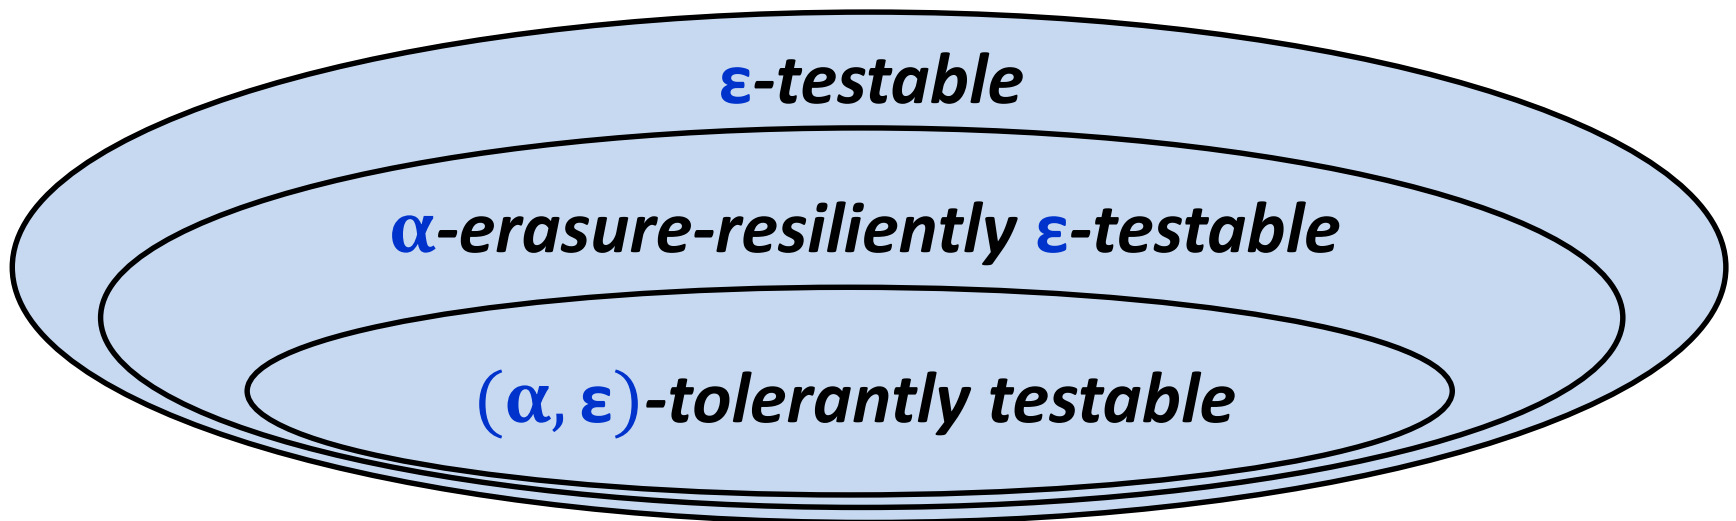 ε-testable
α-erasure-resiliently ε-testable
(α, ε)-tolerantly testable